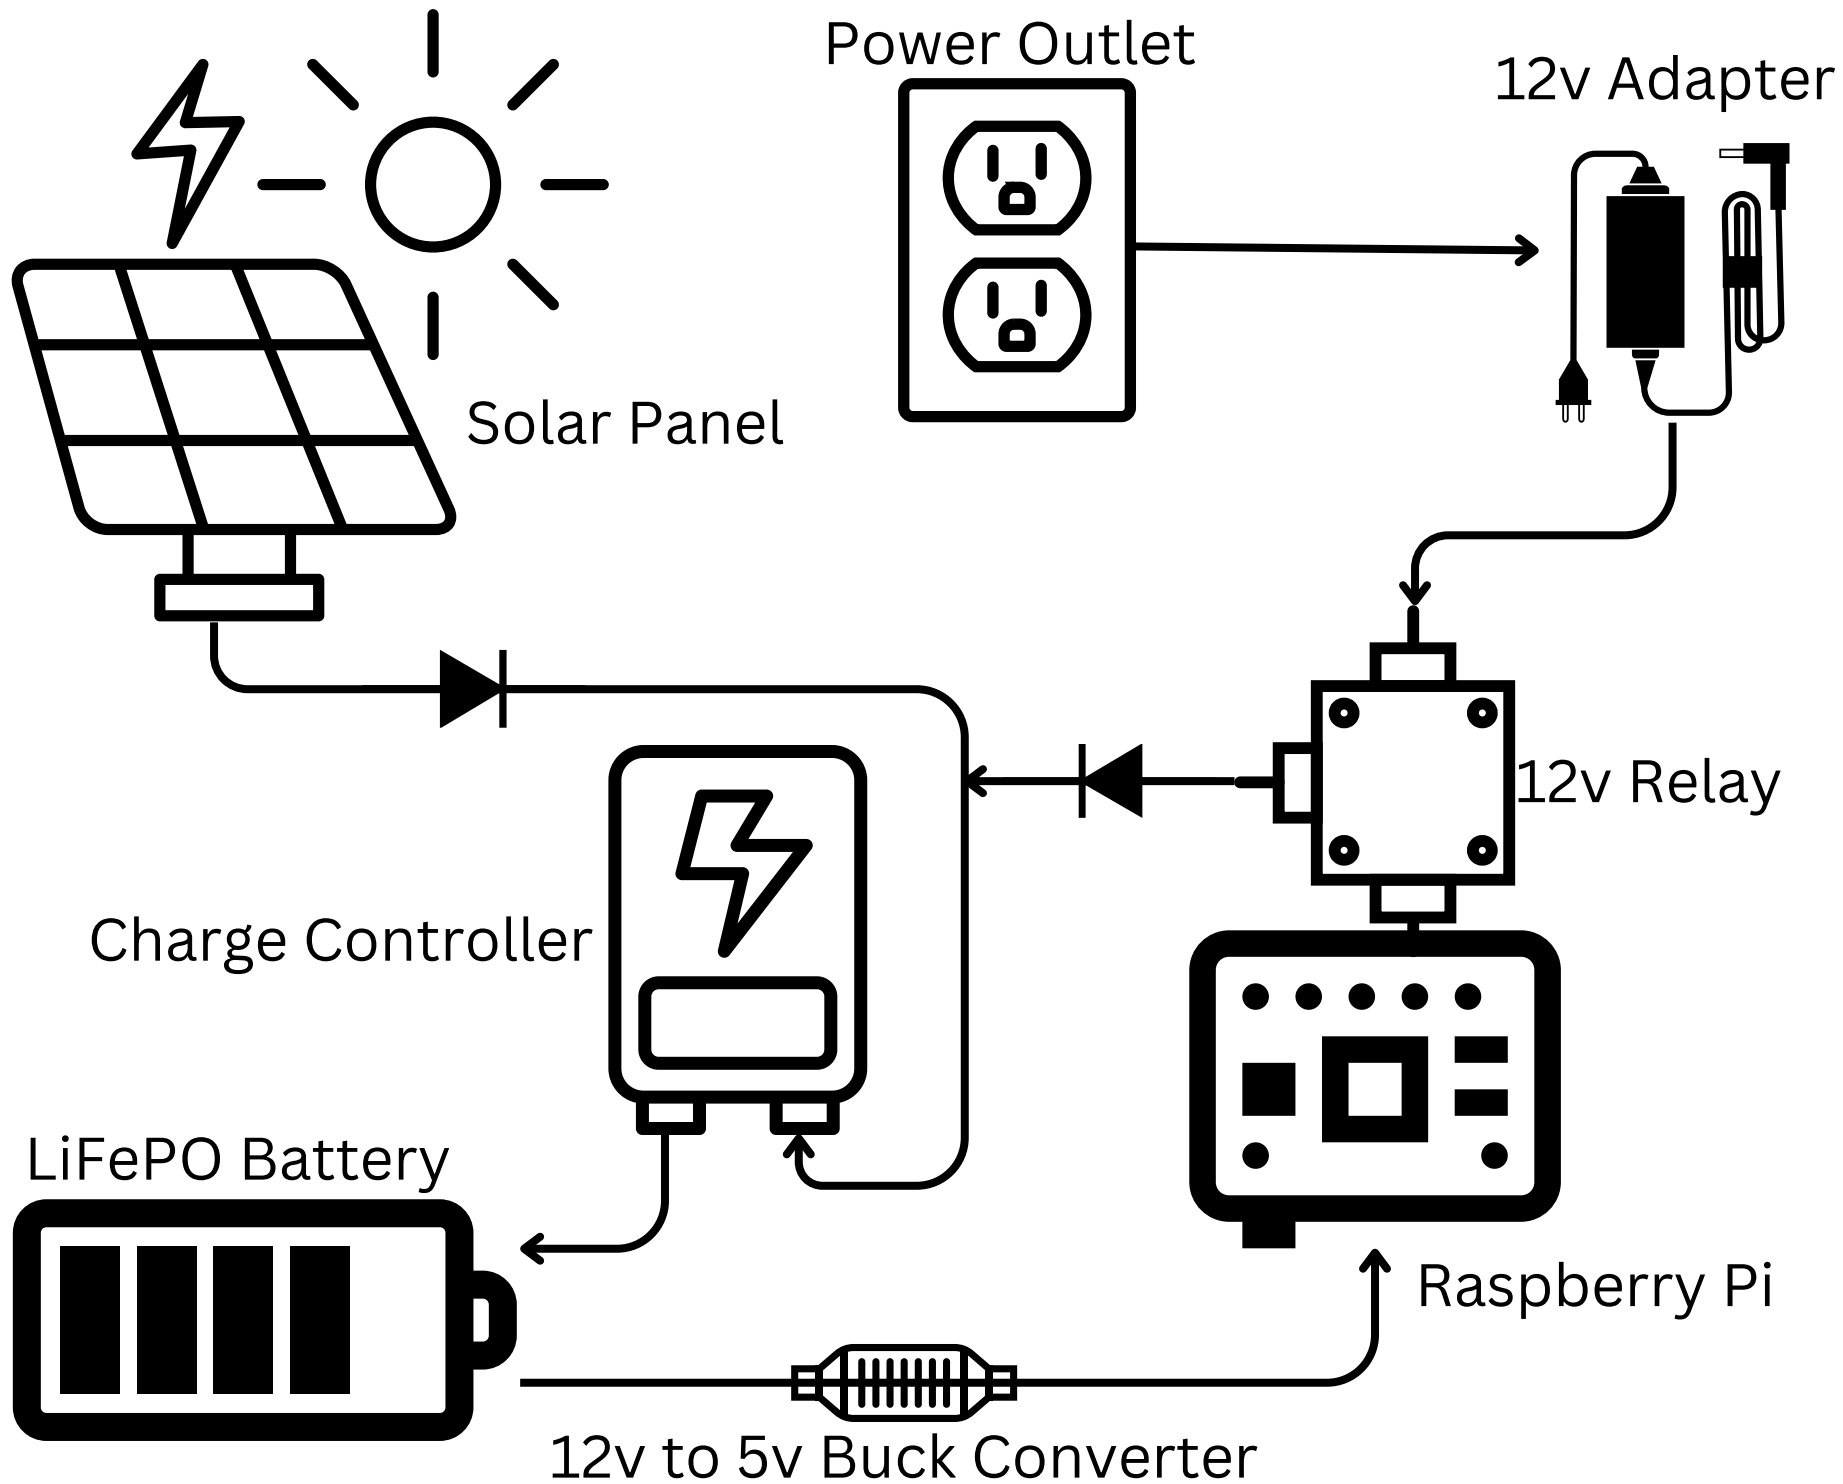 Power Outlet
12v Adapter
Solar Panel
12v Relay
Charge Controller
LiFePO Battery
Raspberry Pi
12v to 5v Buck Converter